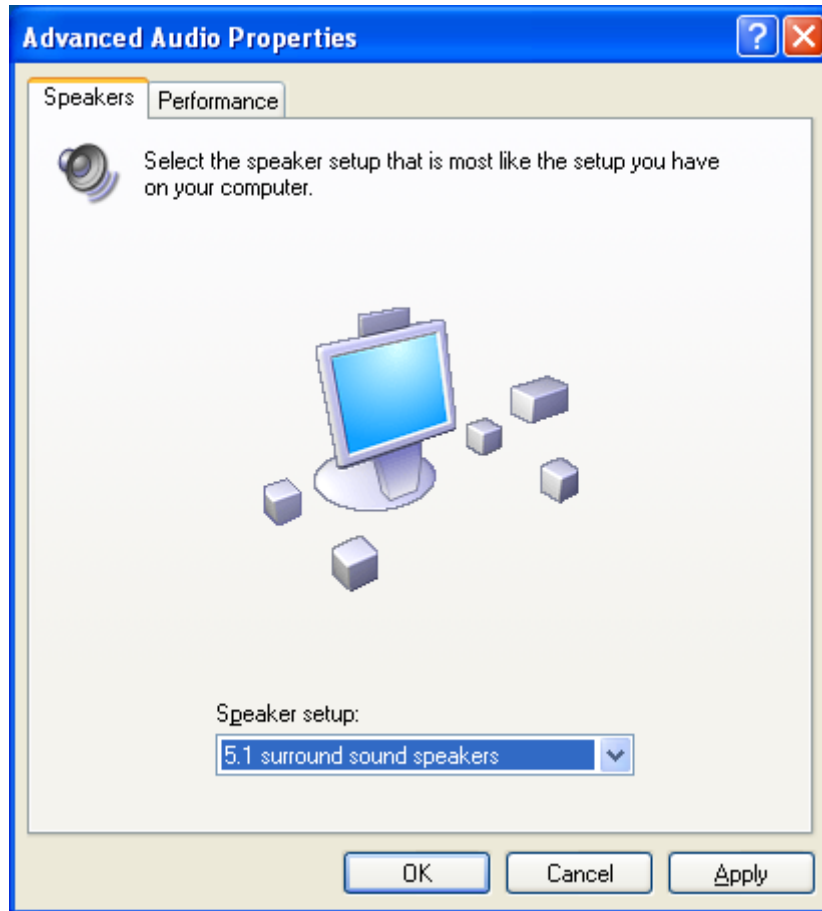 Advanced Audio Properties
Speakers
Performance
Select the speaker setup that is most like the setup you have
on your computer.
Speaker setup:
5.1 surround sound speakers
OK
Cancel
Apply